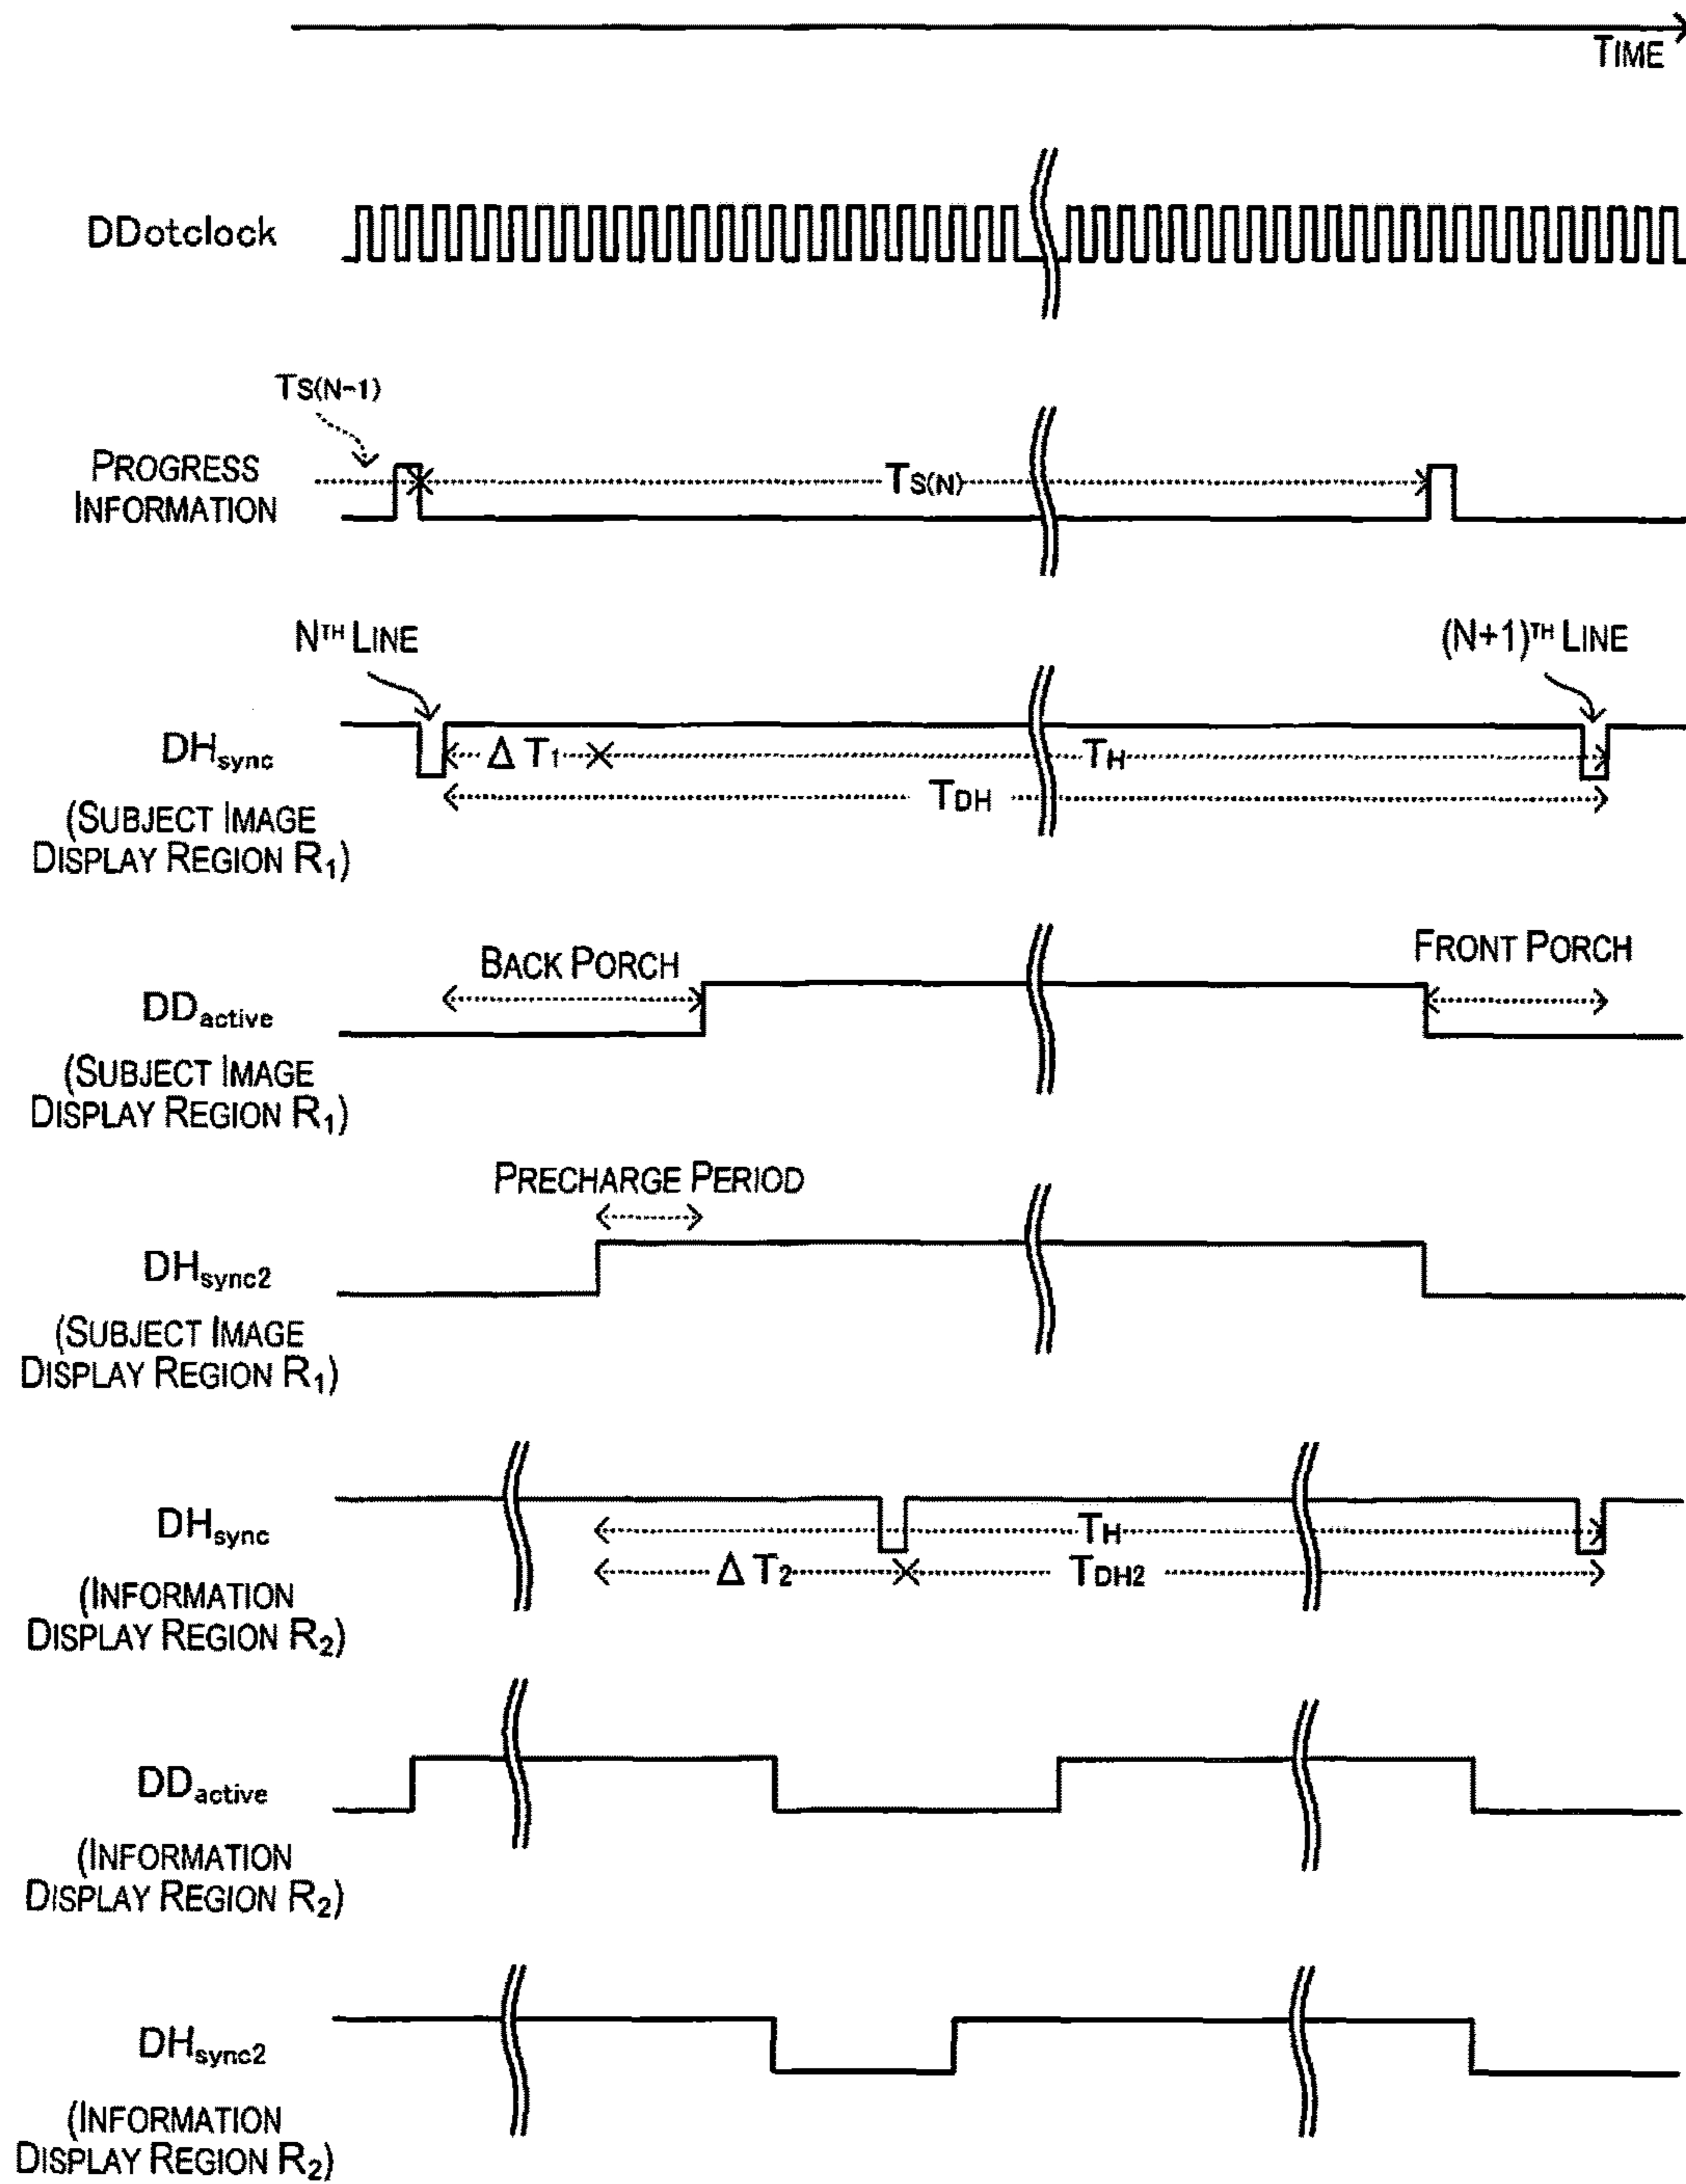 TIME
DDotclock
TS(N-1)
PROGRESS
INFORMATION
TS(N)
NTH LINE
(N+1)TH LINE
DHsync
Δ T1
TH
TDH
(SUBJECT IMAGE
DISPLAY REGION R1)
BACK PORCH
FRONT PORCH
DDactive
(SUBJECT IMAGE
DISPLAY REGION R1)
PRECHARGE PERIOD
DHsync2
(SUBJECT IMAGE
DISPLAY REGION R1)
DHsync
TH
Δ T2
TDH2
(INFORMATION
DISPLAY REGION R2)
DDactive
(INFORMATION
DISPLAY REGION R2)
DHsync2
(INFORMATION
DISPLAY REGION R2)